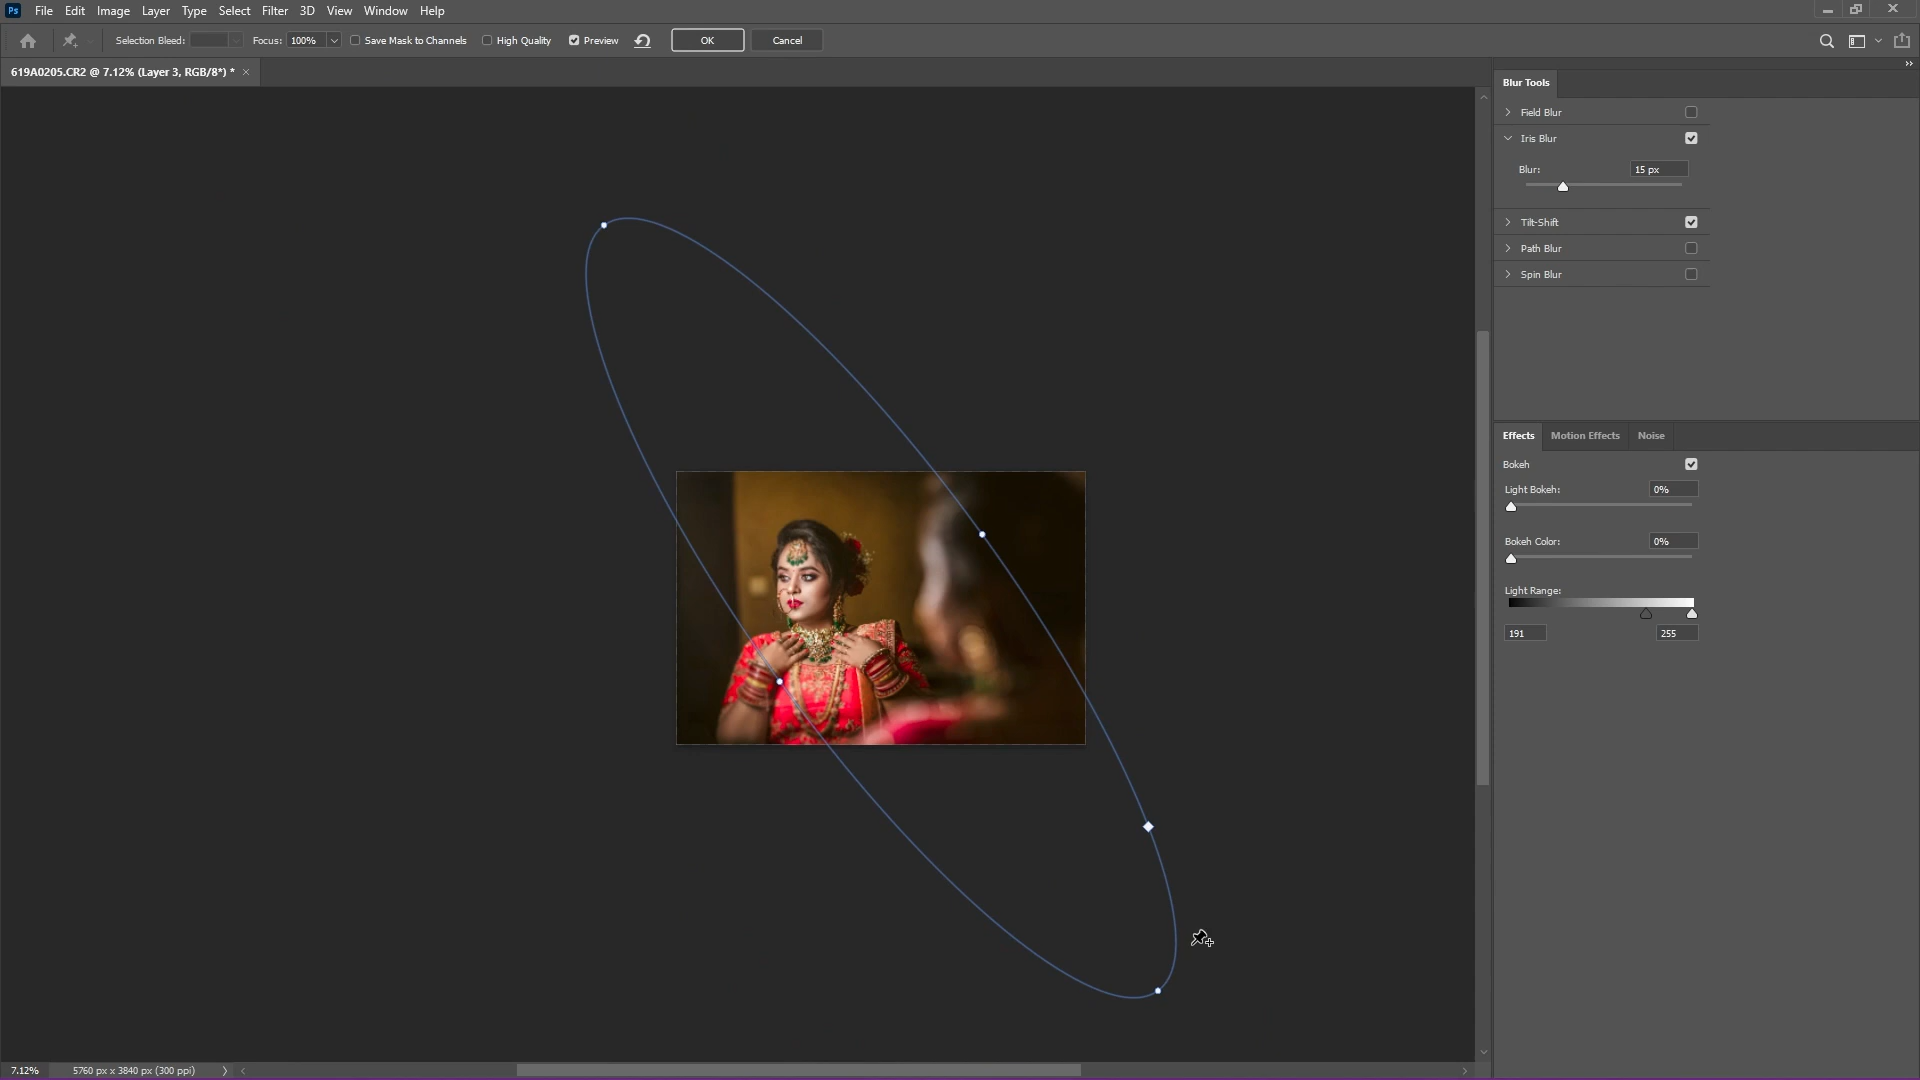 Ps File Edit Image Layer Type Select Filter 3D View Window Help
Selection Bleed: Focus: 100% Save Mask to Channels High Quality Preview OK Cancel
619A0205.CR2 @ 7.12% (Layer 3, RGB/8*) *
Blur Tools
Field Blur
Iris Blur
Blur: 15 px
Tilt-Shift
Path Blur
Spin Blur
Effects Motion Effects Noise
Bokeh
Light Bokeh: 0%
Bokeh Color: 0%
Light Range:
191 255
7.12% 5760 px x 3840 px (300 ppi)